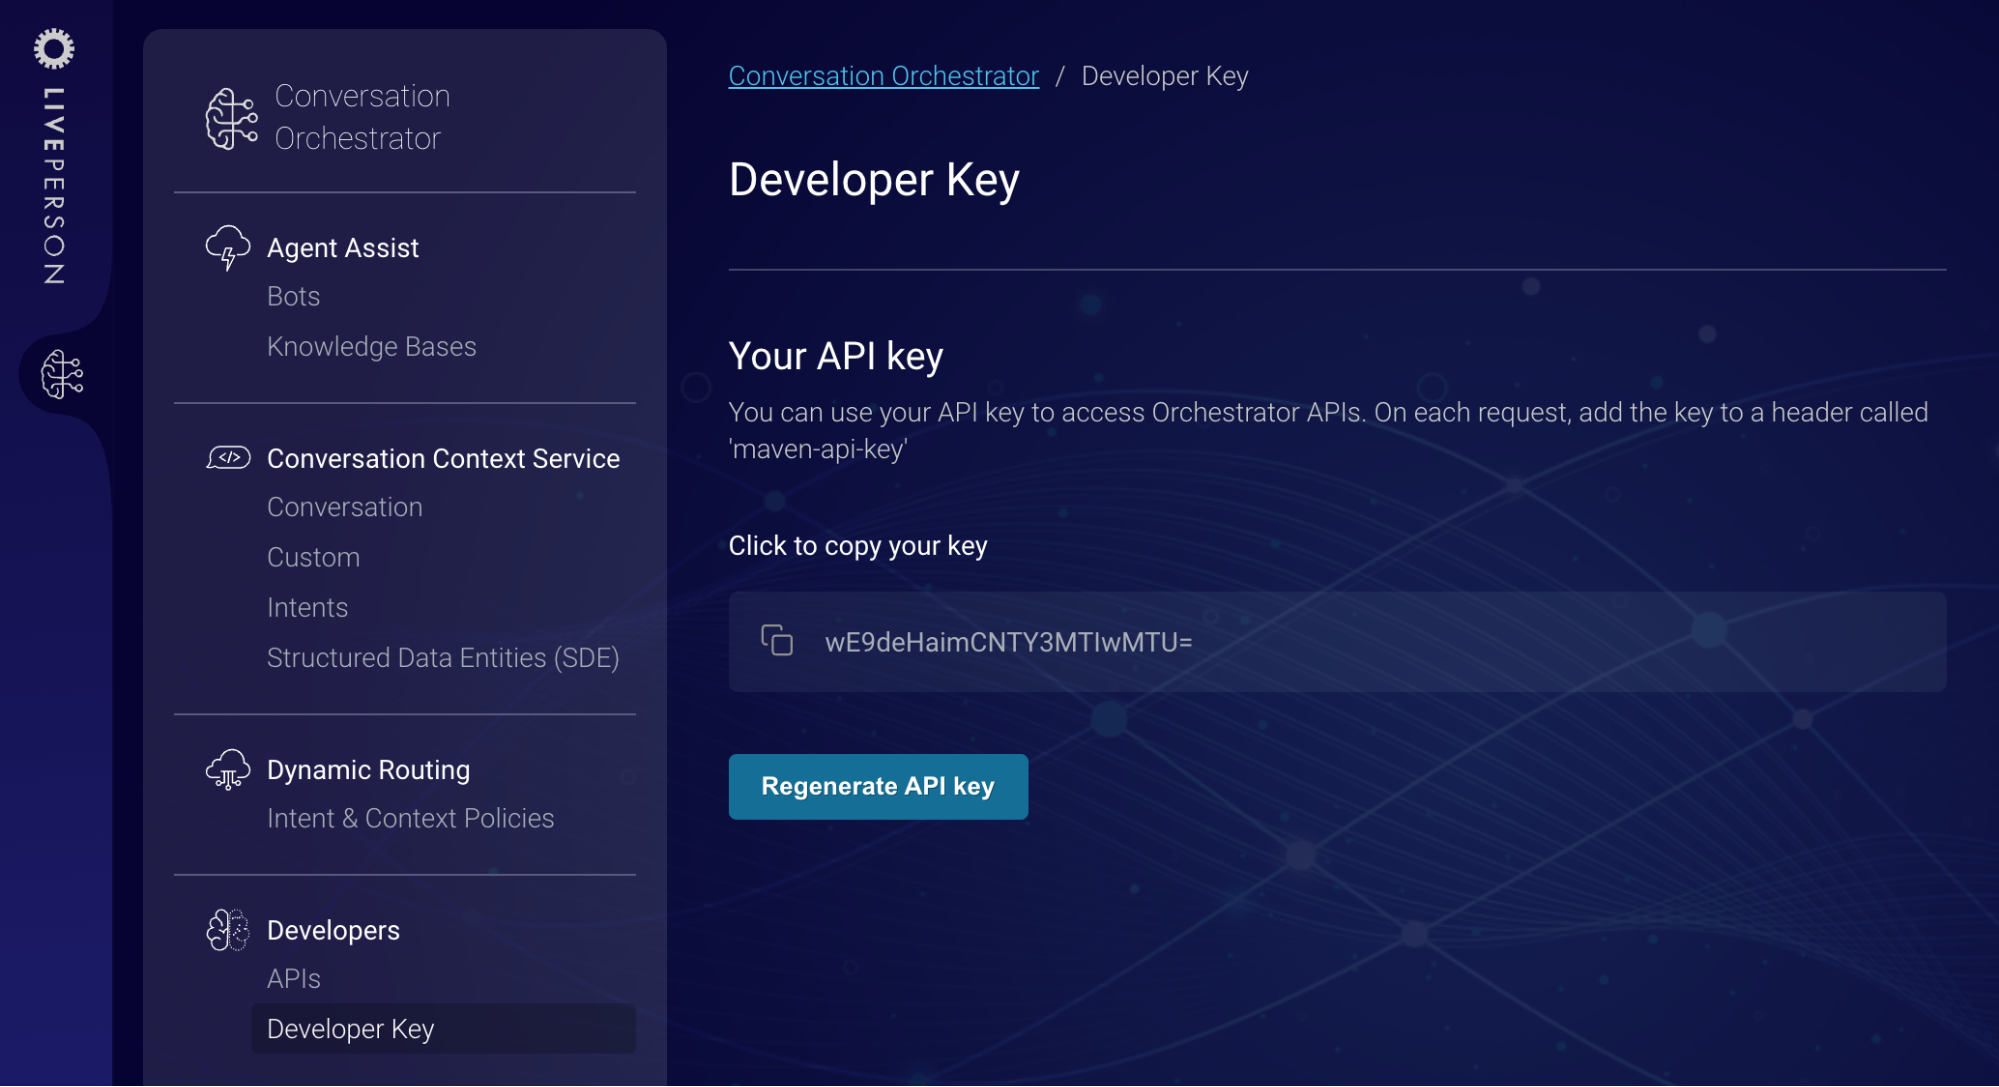 LIVEPERSON
Conversation
Orchestrator
Agent Assist
Bots
Knowledge Bases
Conversation Context Service
Conversation
Custom
Intents
Structured Data Entities (SDE)
Dynamic Routing
Intent & Context Policies
Developers
APIs
Developer Key
Conversation Orchestrator / Developer Key
Developer Key
Your API key
You can use your API key to access Orchestrator APIs. On each request, add the key to a header called
'maven-api-key'
Click to copy your key
wE9deHaimCNTY3MTIwMTU=
Regenerate API key